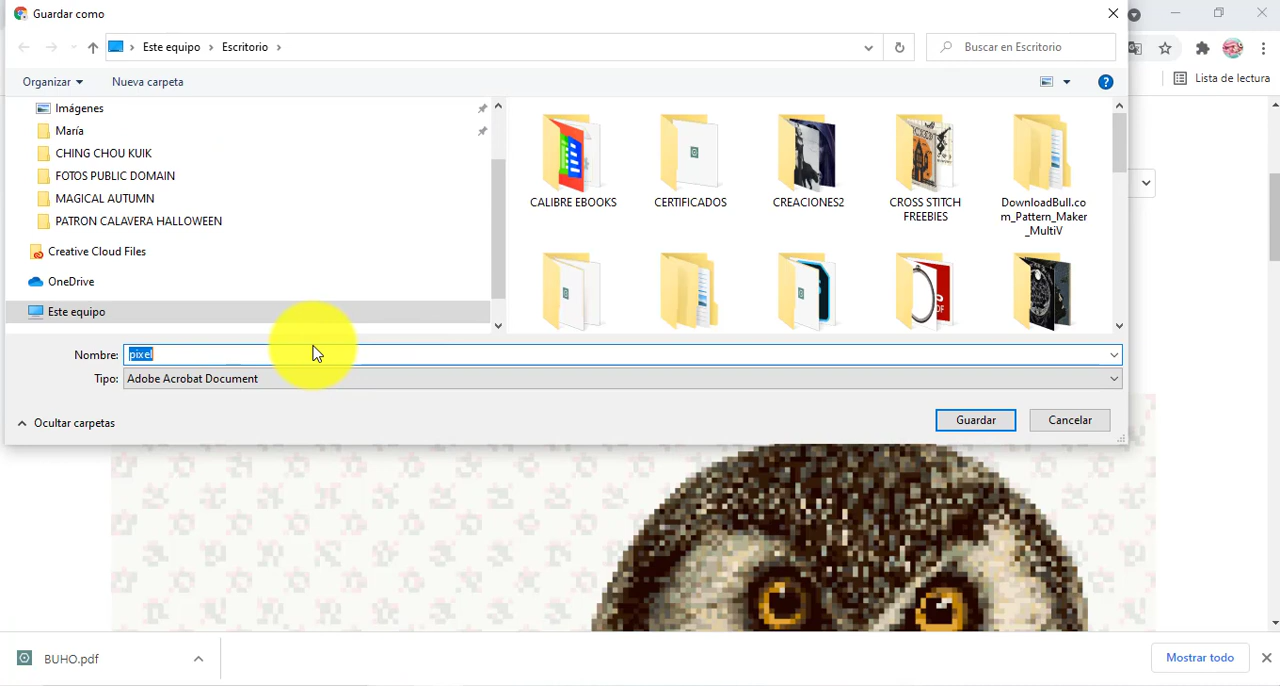 Guardar como
Este equipo
Escritorio
Buscar en Escritorio
Organizar
Nueva carpeta
Lista de lectura
Imágenes
María
CHING CHOU KUIK
FOTOS PUBLIC DOMAIN
MAGICAL AUTUMN
PATRON CALAVERA HALLOWEEN
Creative Cloud Files
OneDrive
Este equipo
CALIBRE EBOOKS
CERTIFICADOS
CREACIONES2
CROSS STITCH
FREEBIES
DownloadBull.co
m_Pattern_Maker
_MultiV
Nombre: pixel
Tipo: Adobe Acrobat Document
Ocultar carpetas
Guardar
Cancelar
BUHO.pdf
Mostrar todo